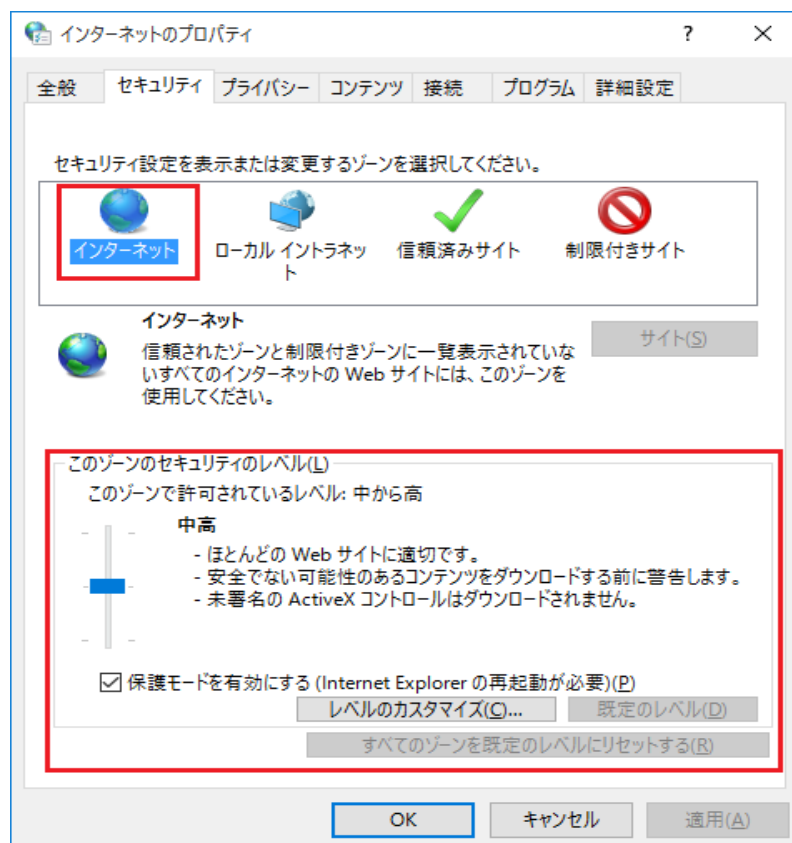 インターネットのプロパティ
?
全般 セキュリティ プライバシー コンテンツ 接続 プログラム 詳細設定
セキュリティ設定を表示または変更するゾーンを選択してください。
インターネット
ローカル イントラネッ
ト
信頼済みサイト
制限付きサイト
インターネット
サイト(S)
信頼されたゾーンと制限付きゾーンに一覧表示されていな
いすべてのインターネットの Web サイトには、このゾーンを
使用してください。
このゾーンのセキュリティのレベル(L)
このゾーンで許可されているレベル: 中から高
中高
- ほとんどの Web サイトに適切です。
- 安全でない可能性のあるコンテンツをダウンロードする前に警告します。
- 未署名の ActiveX コントロールはダウンロードされません。
保護モードを有効にする (Internet Explorer の再起動が必要)(P)
レベルのカスタマイズ(C)... 既定のレベル(D)
すべてのゾーンを既定のレベルにリセットする(R)
OK キャンセル 適用(A)